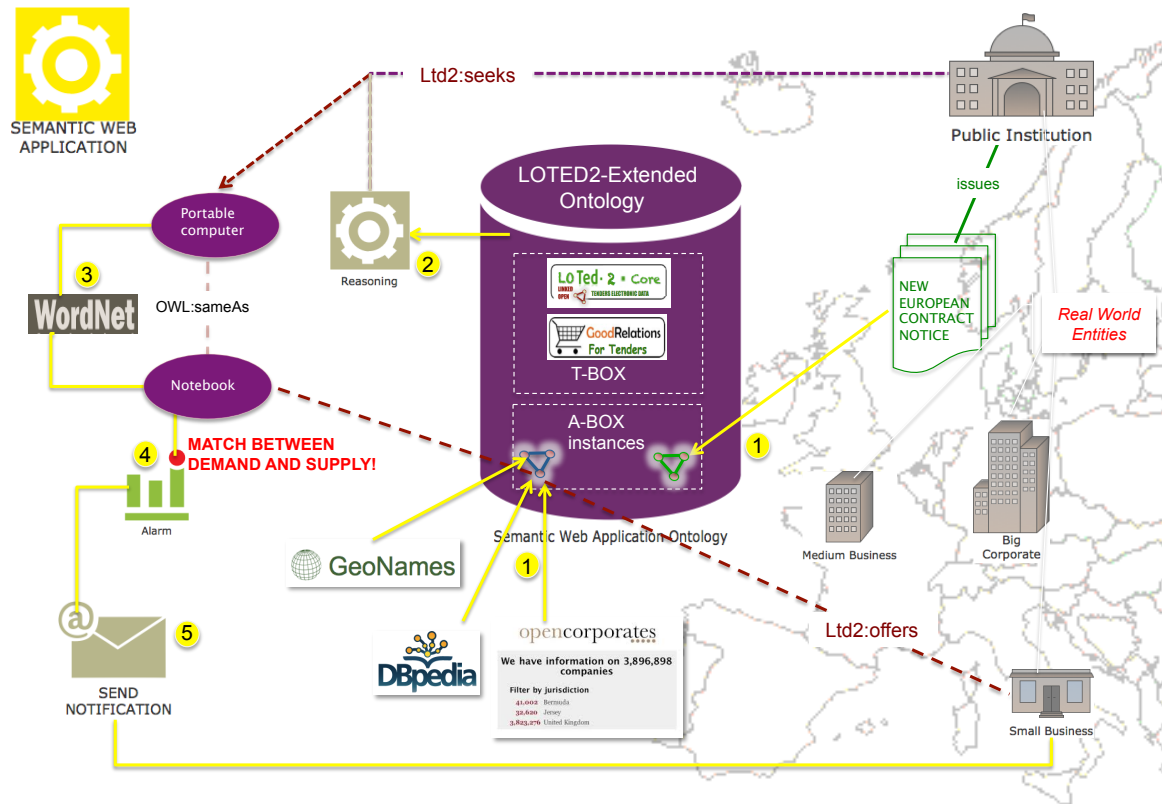 SEMANTIC WEB
APPLICATION
Ltd2:seeks
Public Institution
issues
NEW
EUROPEAN
CONTRACT
NOTICE
Real World
Entities
LOTED2-Extended
Ontology
Portable
computer
Reasoning
2
3
WordNet
OWL:sameAs
Notebook
LOTed·2·Core
LINKED
OPEN
TENDERS ELECTRONIC DATA
GoodRelations
For Tenders
T-BOX
A-BOX
instances
1
4
MATCH BETWEEN
DEMAND AND SUPPLY!
Alarm
Semantic Web Application Ontology
Medium Business
Big
Corporate
GeoNames
1
@
5
SEND
NOTIFICATION
DBpedia
opencorporates
We have information on 3,896,898
companies
Filter by jurisdiction
41,002 Bermuda
32,620 Jersey
3,823,276 United Kingdom
Ltd2:offers
Small Business